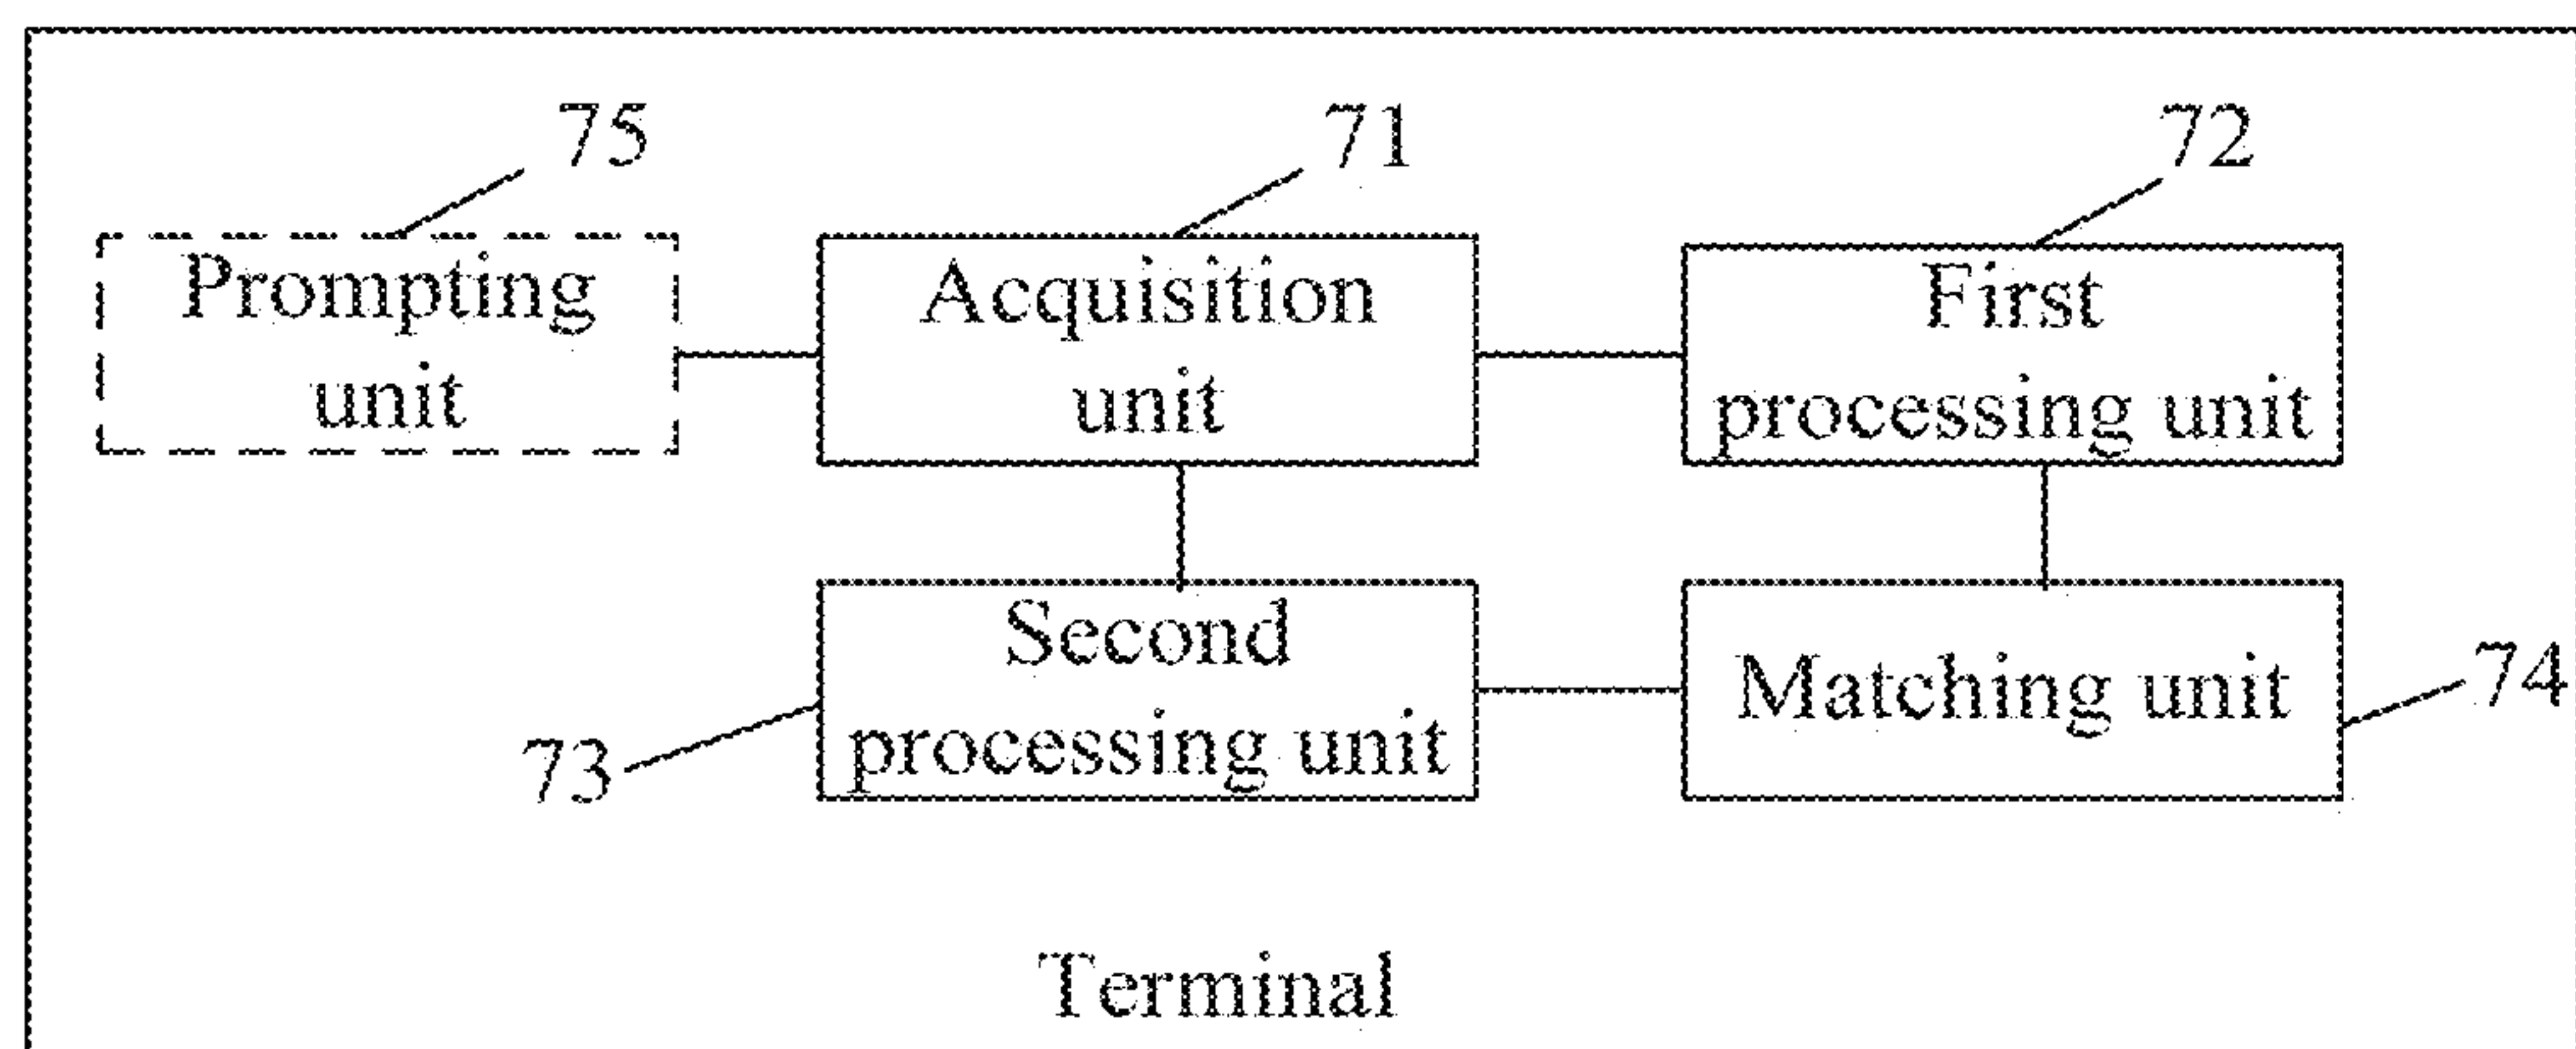 75
71
72
Prompting
unit
Acquisition
unit
First
processing unit
Second
processing unit
Matching unit
74
73
Terminal